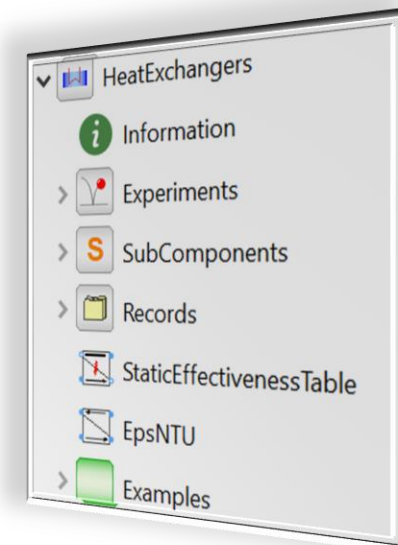 HeatExchangers
i Information
Experiments
S SubComponents
Records
StaticEffectivenessTable
EpsNTU
Examples